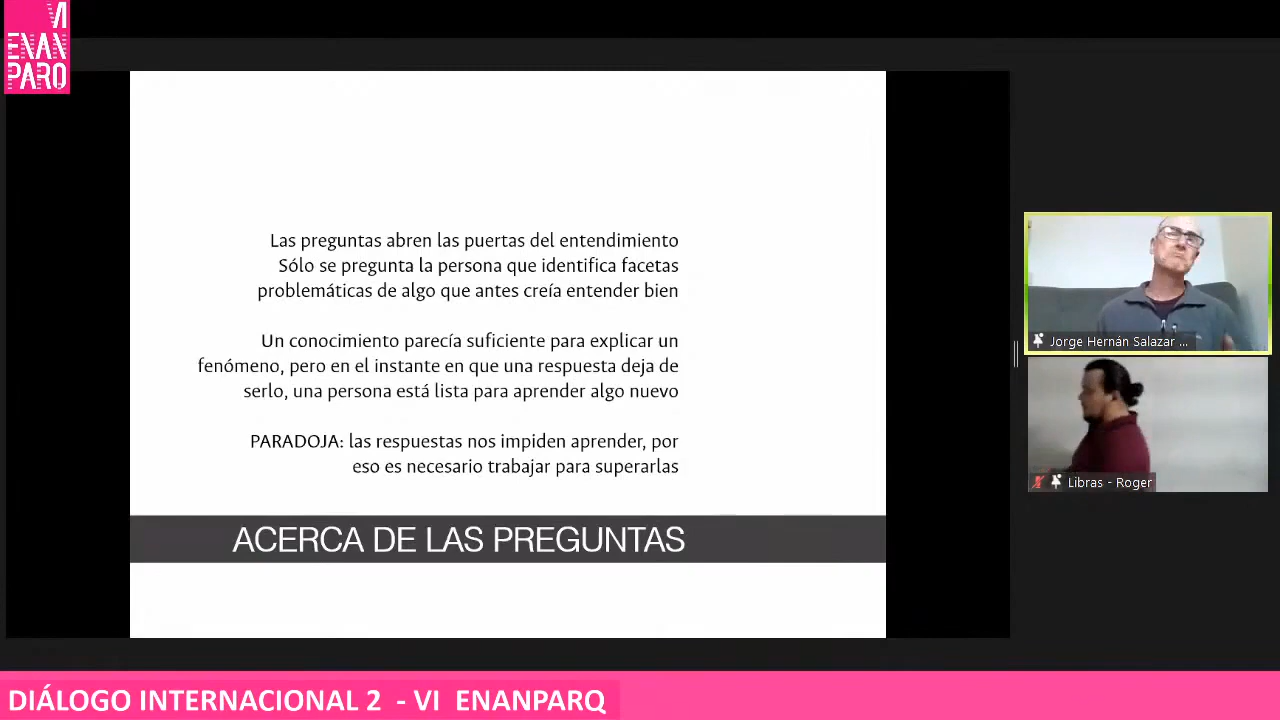 VI
ENAN
PARQ
Las preguntas abren las puertas del entendimiento
Sólo se pregunta la persona que identifica facetas
problemáticas de algo que antes creía entender bien
Un conocimiento parecía suficiente para explicar un
fenómeno, pero en el instante en que una respuesta deja de
serlo, una persona está lista para aprender algo nuevo
PARADOJA: las respuestas nos impiden aprender, por
eso es necesario trabajar para superarlas
ACERCA DE LAS PREGUNTAS
Jorge Hernán Salazar ...
Libras - Roger
DIÁLOGO INTERNACIONAL 2 - VI ENANPARQ